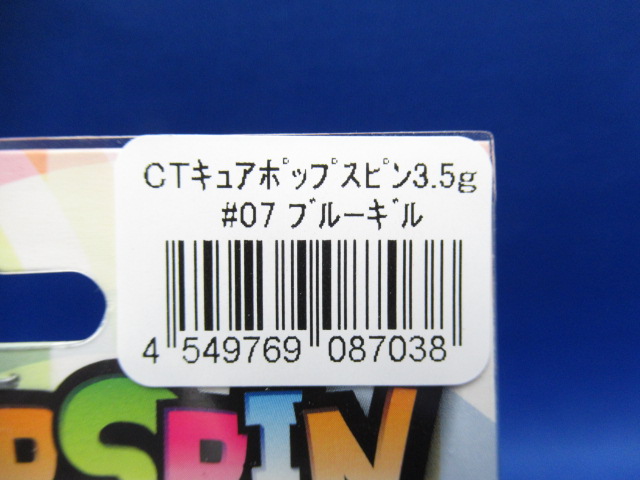 CTｷｭｱﾎﾟｯﾌﾟｽﾋﾟﾝ3.5g
#07 ﾌﾞﾙｰｷﾞﾙ
4 549769 087038
PSPIN